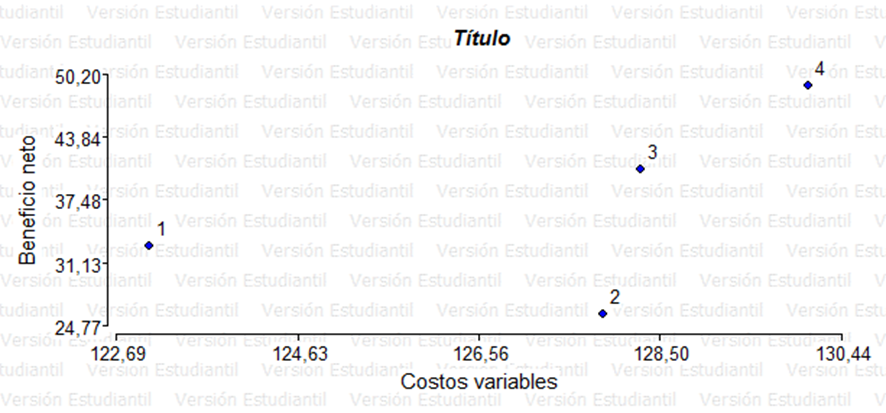 Título
50,20
43,84
37,48
31,13
24,77
Beneficio neto
1
2
3
4
122,69 124,63 126,56 128,50 130,44
Costos variables
Versión Estudiantil